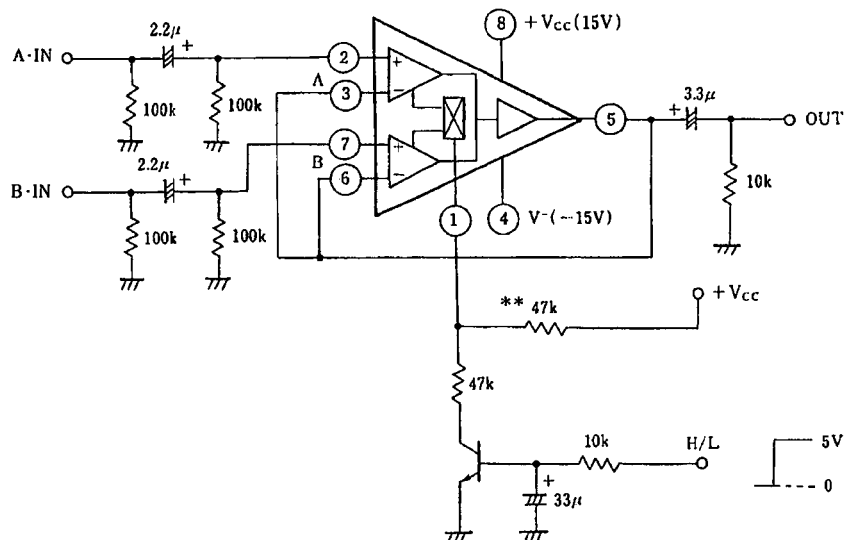 8
+Vcc(15V)
2.2μ
+
A·IN
2
+
3.3μ
A
3
−
+
5
OUT
100k
100k
7
+
2.2μ
B
+
6
−
10k
B·IN
1
4
V⁻(−15V)
100k
100k
** 47k
+Vcc
47k
10k
H/L
5V
+
33μ
0